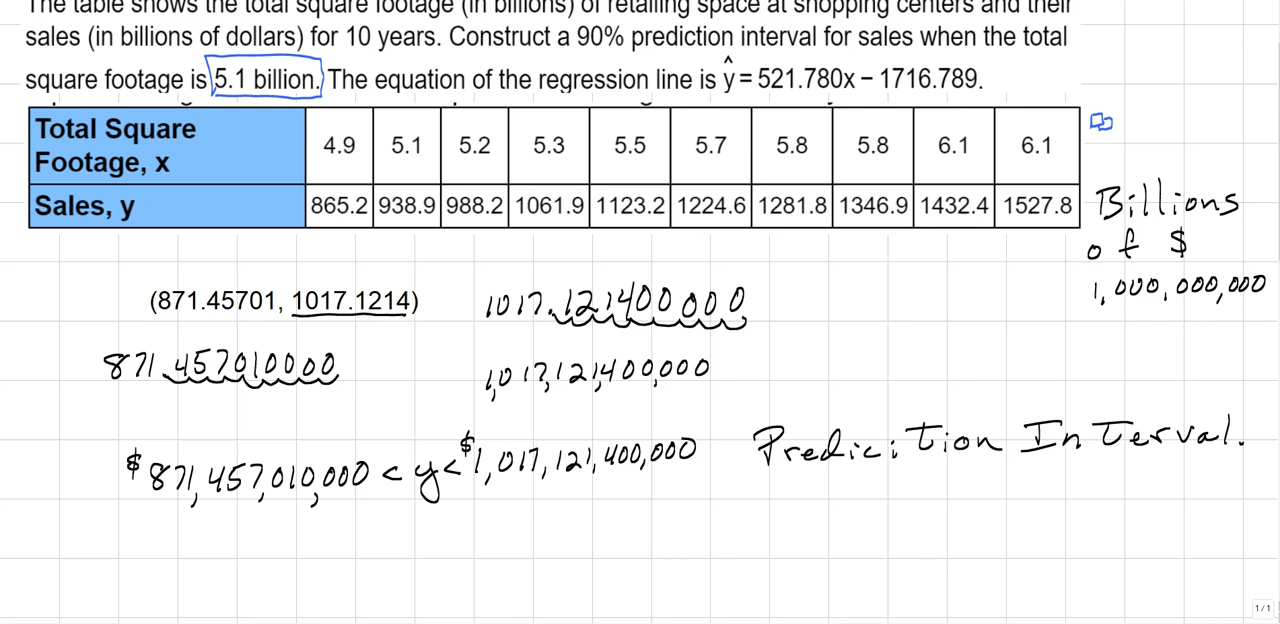 The table shows the total square footage (in billions) of retailing space at shopping centers and their
sales (in billions of dollars) for 10 years. Construct a 90% prediction interval for sales when the total
square footage is 5.1 billion. The equation of the regression line is ŷ = 521.780x − 1716.789.
Total Square Footage, x 4.9 5.1 5.2 5.3 5.5 5.7 5.8 5.8 6.1 6.1
Sales, y 865.2 938.9 988.2 1061.9 1123.2 1224.6 1281.8 1346.9 1432.4 1527.8
Billions
of $
1,000,000,000
(871.45701, 1017.1214) 1017.121400000
871.457010000
1,017,121,400,000
$871,457,010,000 < y < $1,017,121,400,000 Predicition Interval.
1/1